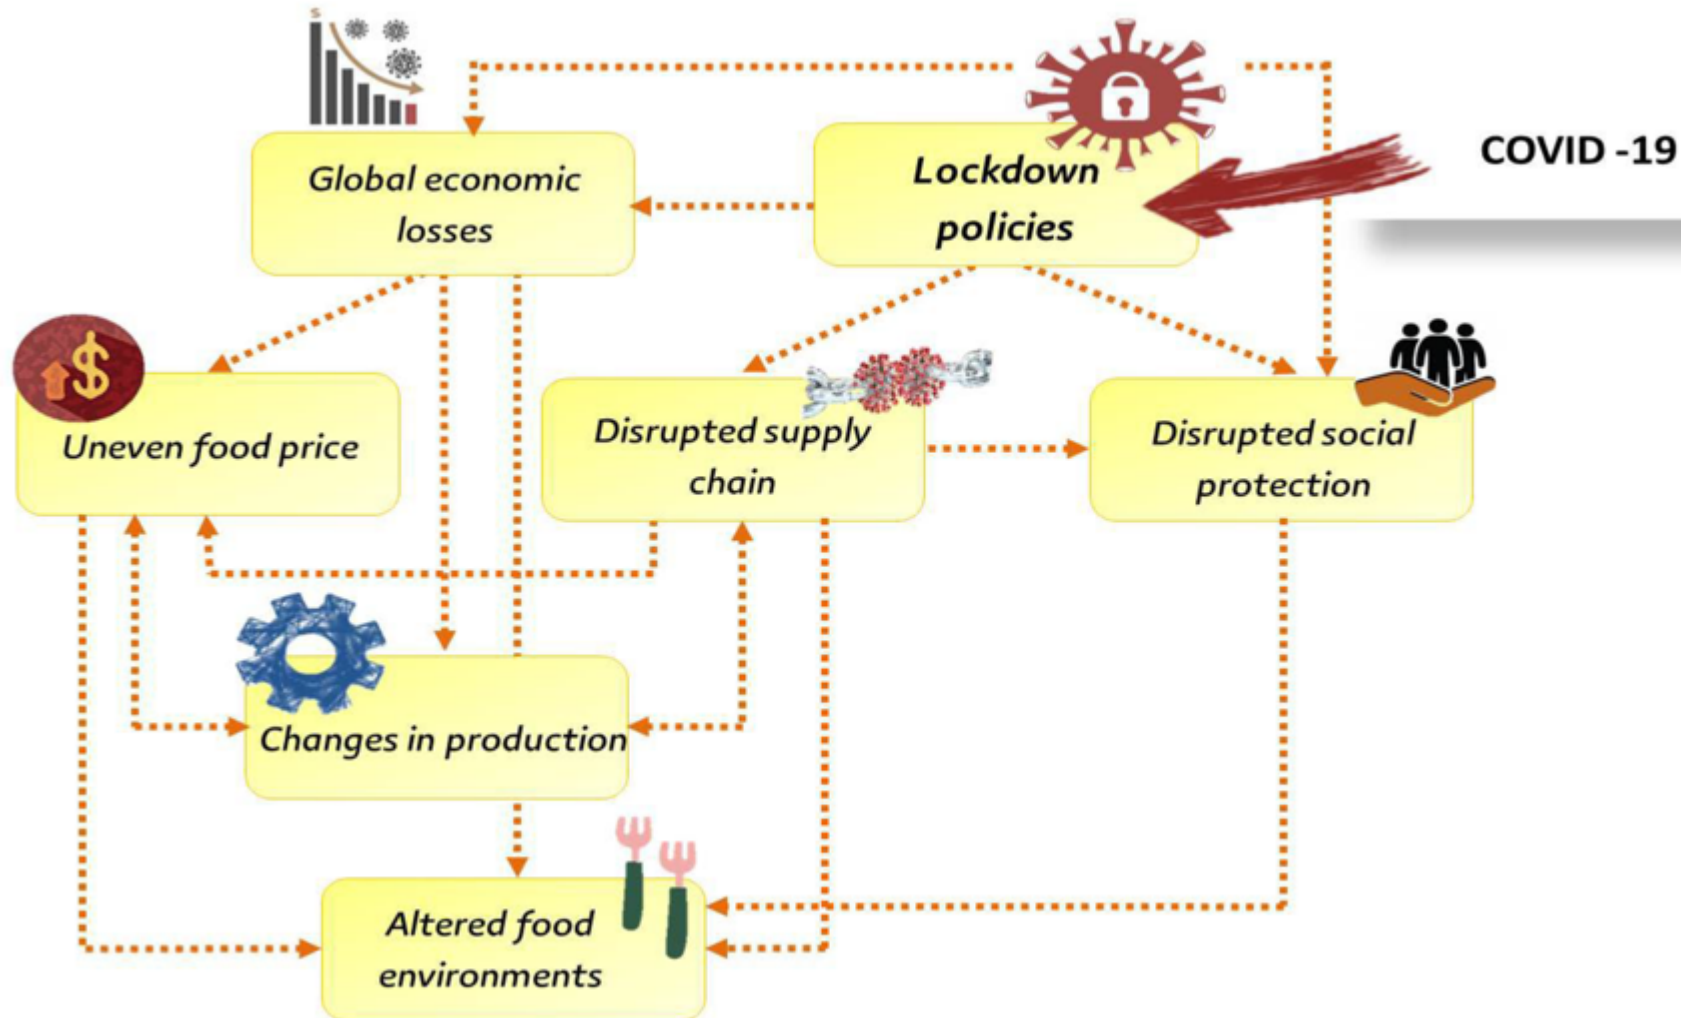 $
Global economic
losses
Lockdown
policies
COVID -19
$
Uneven food price
Disrupted supply
chain
Disrupted social
protection
Changes in production
Altered food
environments